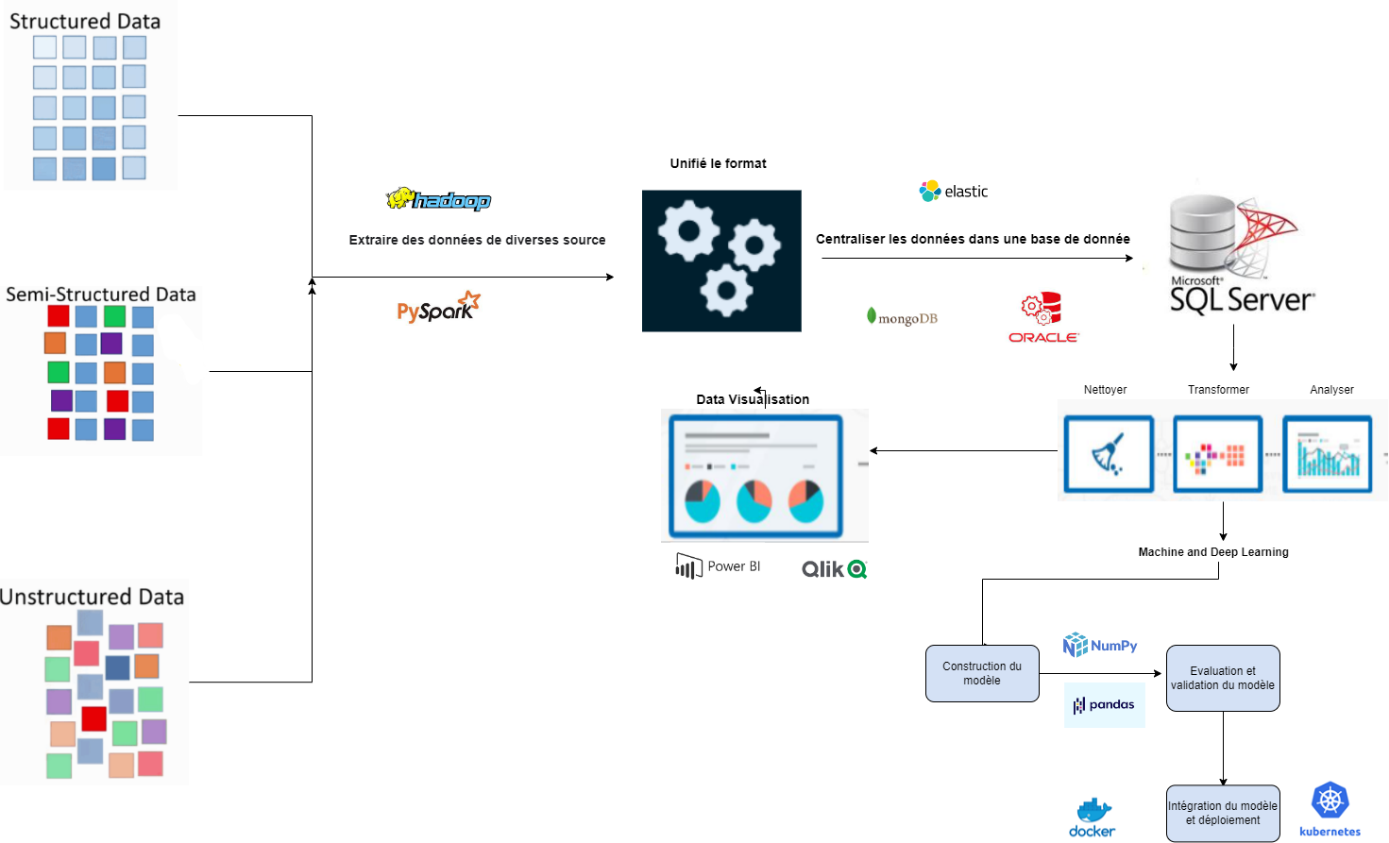 Structured Data
Semi-Structured Data
Unstructured Data
hadoop
Extraire des données de diverses source
PySpark
Unifié le format
elastic
Centraliser les données dans une base de donnée
mongoDB
ORACLE
Microsoft
SQL Server
Nettoyer
Transformer
Analyser
Data Visualisation
Power BI
Qlik
Machine and Deep Learning
Construction du
modèle
NumPy
pandas
Evaluation et
validation du modèle
Intégration du modèle
et déploiement
docker
kubernetes